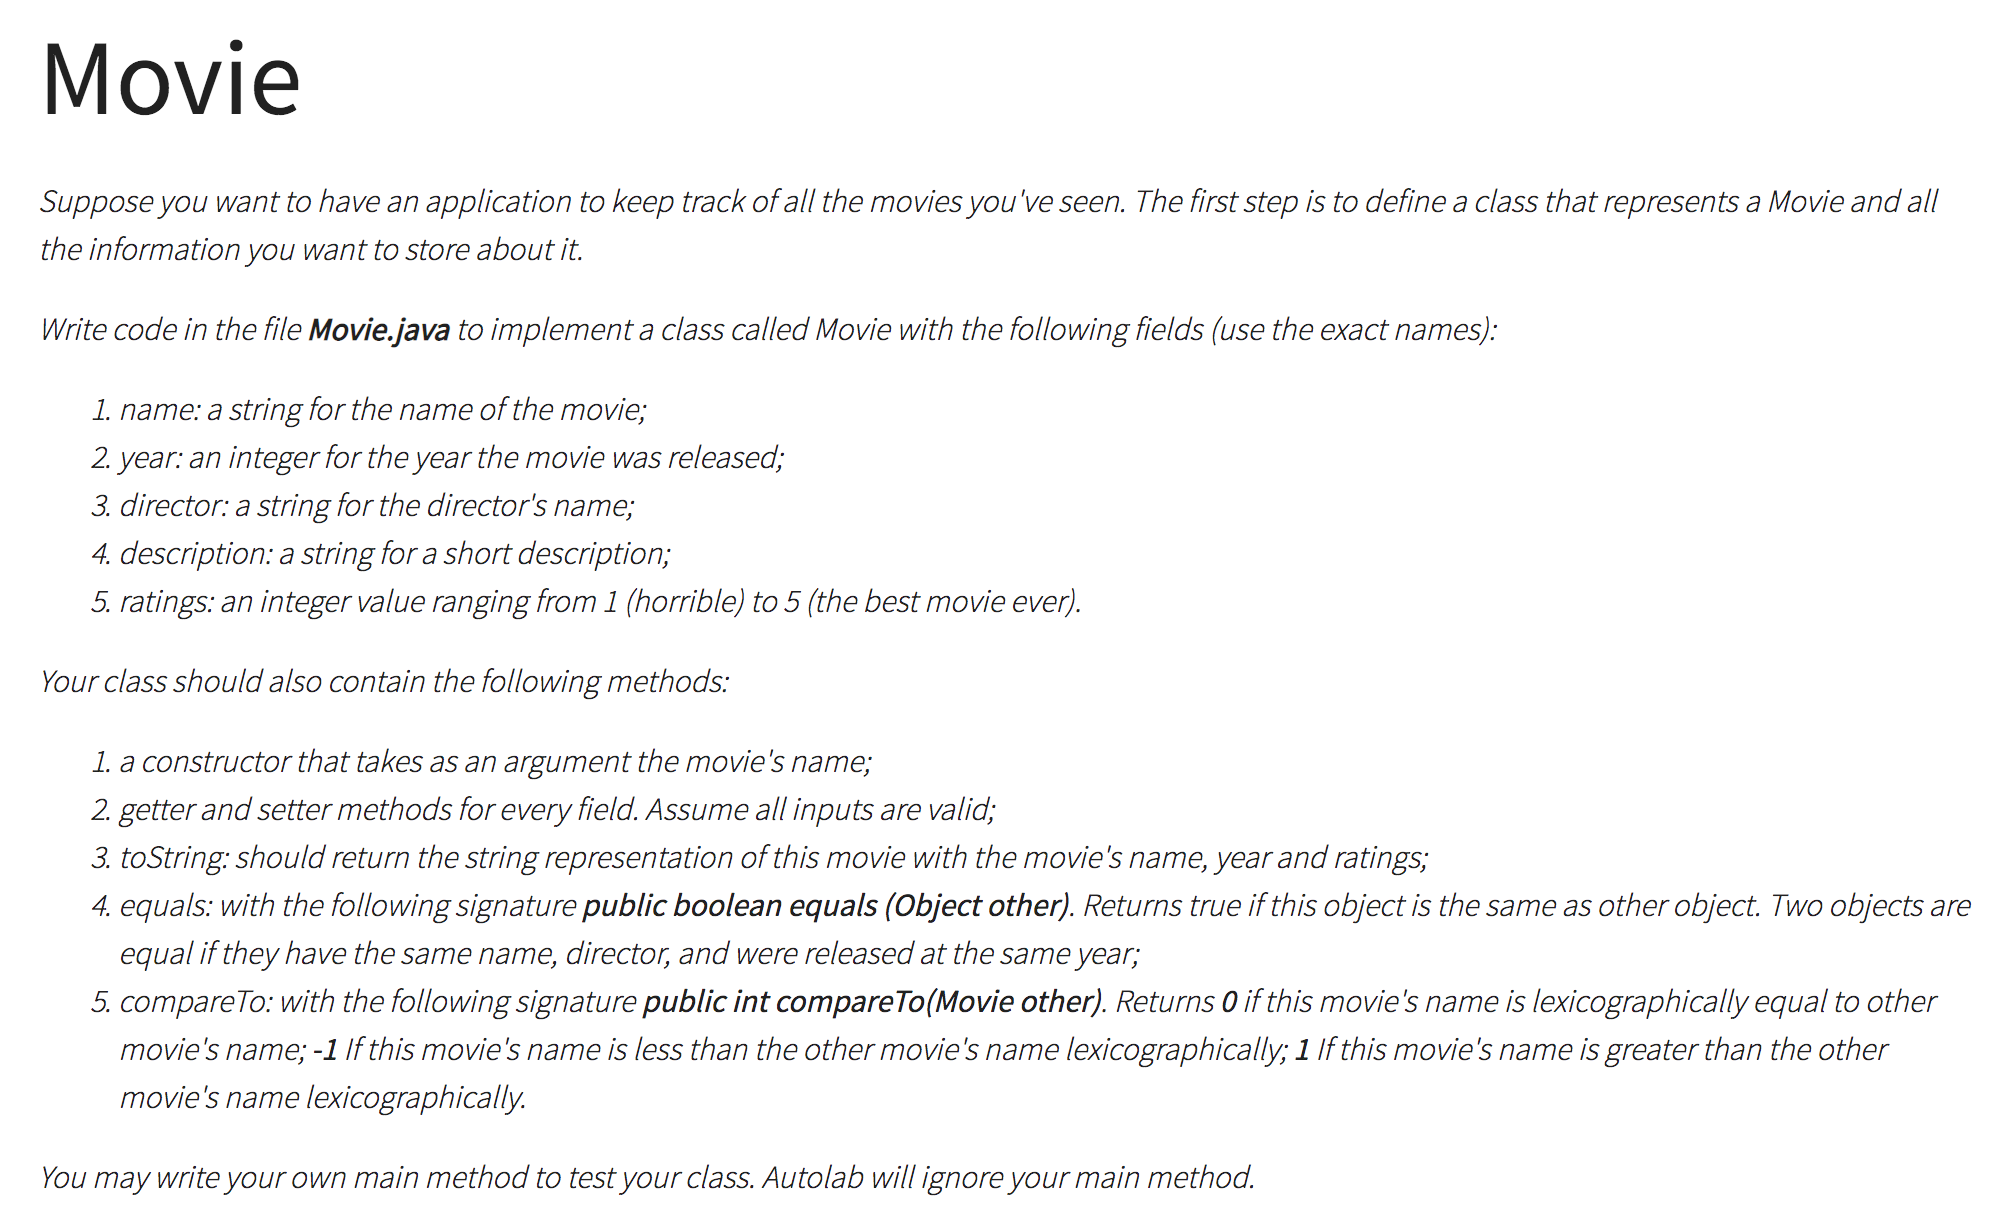 Movie
Suppose you want to have an application to keep track of all the movies you've seen. The first step is to define a class that represents a Movie and all
the information you want to store about it.
Write code in the file Movie.java to implement a class called Movie with the following fields (use the exact names):
1. name: a string for the name of the movie;
2. year: an integer for the year the movie was released;
3. director: a string for the director's name;
4. description: a string for a short description;
5. ratings: an integer value ranging from 1 (horrible) to 5 (the best movie ever).
Your class should also contain the following methods:
1. a constructor that takes as an argument the movie's name;
2. getter and setter methods for every field. Assume all inputs are valid;
3. toString: should return the string representation of this movie with the movie's name, year and ratings;
4. equals: with the following signature public boolean equals (Object other). Returns true if this object is the same as other object. Two objects are
equal if they have the same name, director, and were released at the same year;
5. compareTo: with the following signature public int compareTo(Movie other). Returns 0 if this movie's name is lexicographically equal to other
movie's name; -1 If this movie's name is less than the other movie's name lexicographically; 1 If this movie's name is greater than the other
movie's name lexicographically.
You may write your own main method to test your class. Autolab will ignore your main method.